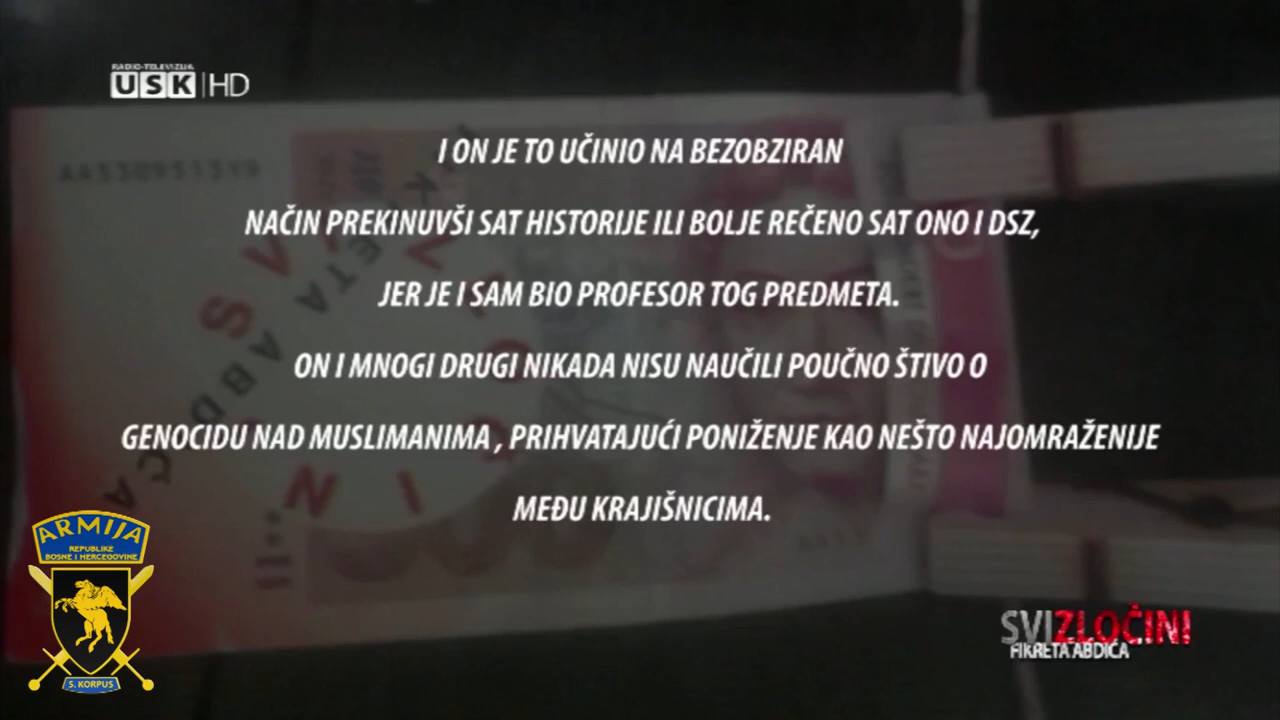 RADIO-TELEVIZIJA
USK HD
I ON JE TO UČINIO NA BEZOBZIRAN
NAČIN PREKINUVŠI SAT HISTORIJE ILI BOLJE REČENO SAT ONO I DSZ,
JER JE I SAM BIO PROFESOR TOG PREDMETA.
ON I MNOGI DRUGI NIKADA NISU NAUČILI POUČNO ŠTIVO O
GENOCIDU NAD MUSLIMANIMA , PRIHVATAJUĆI PONIŽENJE KAO NEŠTO NAJOMRAŽENIJE
MEĐU KRAJIŠNICIMA.
SVI ZLOČINI
FIKRETA ABDIĆA
ARMIJA
REPUBLIKE
BOSNE I HERCEGOVINE
5. KORPUS